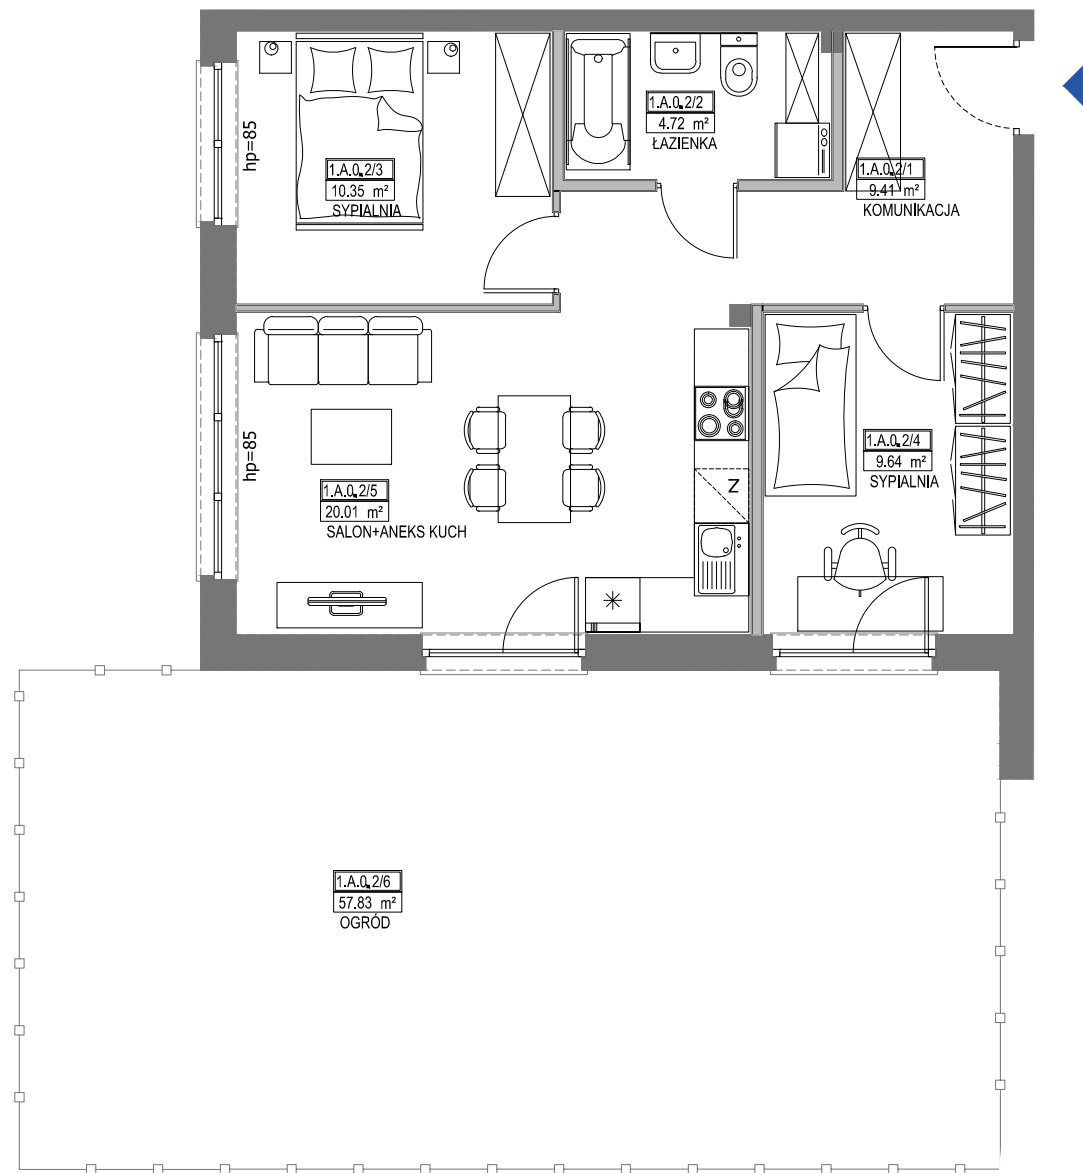 1.A.0.2/2
4.72 m²
ŁAZIENKA
hp=85
1.A.0.2/3
10.35 m²
SYPIALNIA
1.A.0.2/1
9.41 m²
KOMUNIKACJA
hp=85
1.A.0.2/4
9.64 m²
SYPIALNIA
Z
1.A.0.2/5
20.01 m²
SALON+ANEKS KUCH
1.A.0.2/6
57.83 m²
OGRÓD